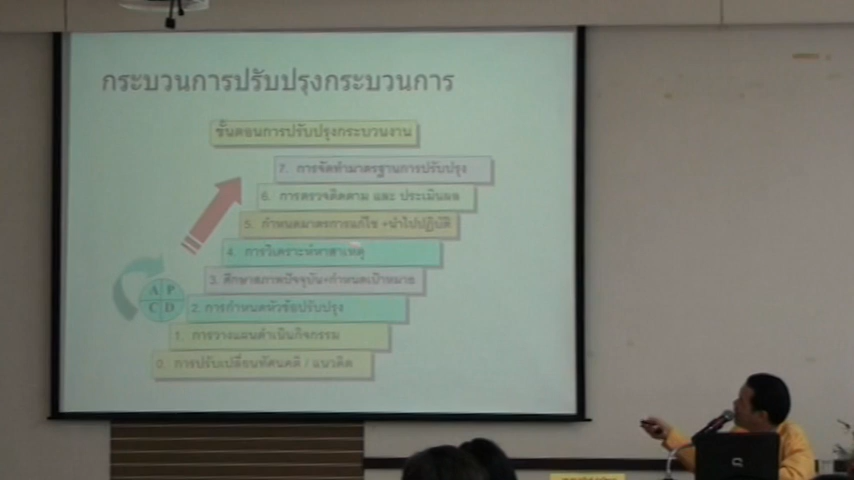 กระบวนการปรับปรุงกระบวนการ
ขั้นตอนการปรับปรุงกระบวนงาน
7. การจัดทำมาตรฐานการปรับปรุง
6. การตรวจติดตาม และ ประเมินผล
5. กำหนดมาตรการแก้ไข +นำไปปฏิบัติ
4. การวิเคราะห์หาสาเหตุ
3. ศึกษาสภาพปัจจุบัน+กำหนดเป้าหมาย
A P
C D
2. การกำหนดหัวข้อปรับปรุง
1. การวางแผนดำเนินกิจกรรม
0. การปรับเปลี่ยนทัศนคติ / แนวคิด